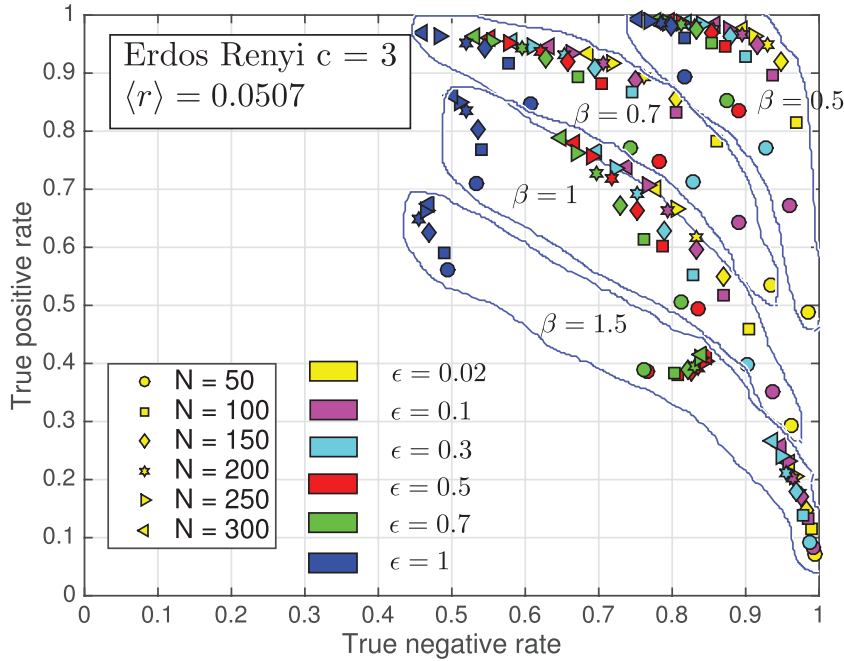 Erdos Renyi c = 3
⟨r⟩ = 0.0507
β = 0.5
β = 0.7
β = 1
β = 1.5
N = 50
N = 100
N = 150
N = 200
N = 250
N = 300
ϵ = 0.02
ϵ = 0.1
ϵ = 0.3
ϵ = 0.5
ϵ = 0.7
ϵ = 1
True positive rate
1
0.9
0.8
0.7
0.6
0.5
0.4
0.3
0.2
0.1
0
0 0.1 0.2 0.3 0.4 0.5 0.6 0.7 0.8 0.9 1
True negative rate